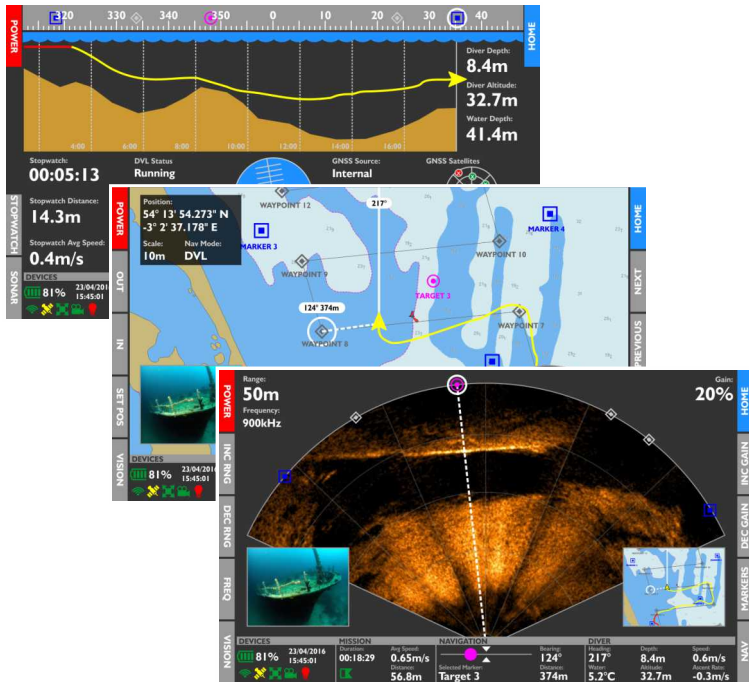 POWER
320 330 340 350 10 20 30 40
HOME
Diver Depth:
8.4m
Diver Altitude:
32.7m
Water Depth:
41.4m
4:00 6:00 8:00 10:00 12:00 14:00 16:00
Stopwatch:
00:05:13
DVL Status
Running
GNSS Source:
Internal
GNSS Satellites
STOPWATCH
Stopwatch Distance:
14.3m
Stopwatch Avg Speed:
0.4m/s
SONAR
DEVICES
81%
23/04/201
15:45:01
POWER
OUT
IN
SET POS
VISION
Position:
54° 13' 54.273" N
-3° 2' 37.178" E
Scale:
10m
Nav Mode:
DVL
217°
WAYPOINT 12
MARKER 3
MARKER 4
WAYPOINT 9
WAYPOINT 10
TARGET 3
124° 374m
WAYPOINT 8
WAYPOINT 7
HOME
NEXT
PREVIOUS
DEVICES
81%
23/04/201
15:45:01
POWER
INC RNG
DEC RNG
FREQ
VISION
Range:
50m
Frequency:
900kHz
Gain:
20%
HOME
INC GAIN
DEC GAIN
MARKERS
NAV
DEVICES
81%
23/04/2016
15:45:01
MISSION
Duration:
00:18:29
Avg Speed:
0.65m/s
Distance:
56.8m
NAVIGATION
Selected Marker:
Target 3
Bearing:
124°
Distance:
374m
DIVER
Heading:
217°
Depth:
8.4m
Speed:
0.6m/s
Water:
5.2°C
Altitude:
32.7m
Ascent Rate:
-0.3m/s